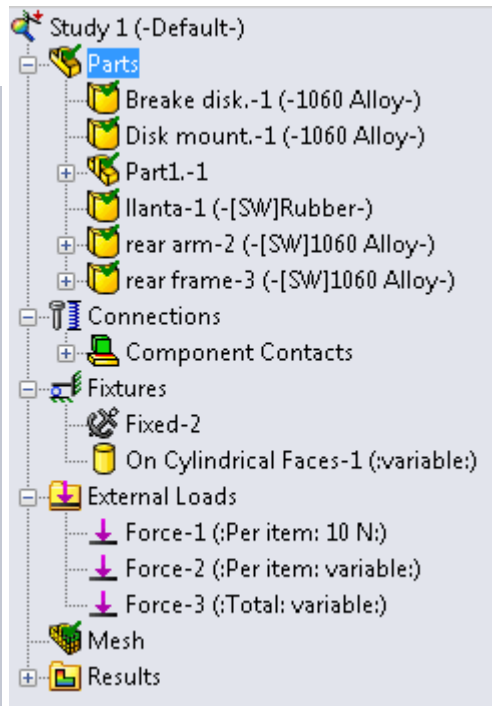 Study 1 (-Default-)
Parts
Breake disk.-1 (-1060 Alloy-)
Disk mount.-1 (-1060 Alloy-)
Part1.-1
llanta-1 (-[SW]Rubber-)
rear arm-2 (-[SW]1060 Alloy-)
rear frame-3 (-[SW]1060 Alloy-)
Connections
Component Contacts
Fixtures
Fixed-2
On Cylindrical Faces-1 (:variable:)
External Loads
Force-1 (:Per item: 10 N:)
Force-2 (:Per item: variable:)
Force-3 (:Total: variable:)
Mesh
Results